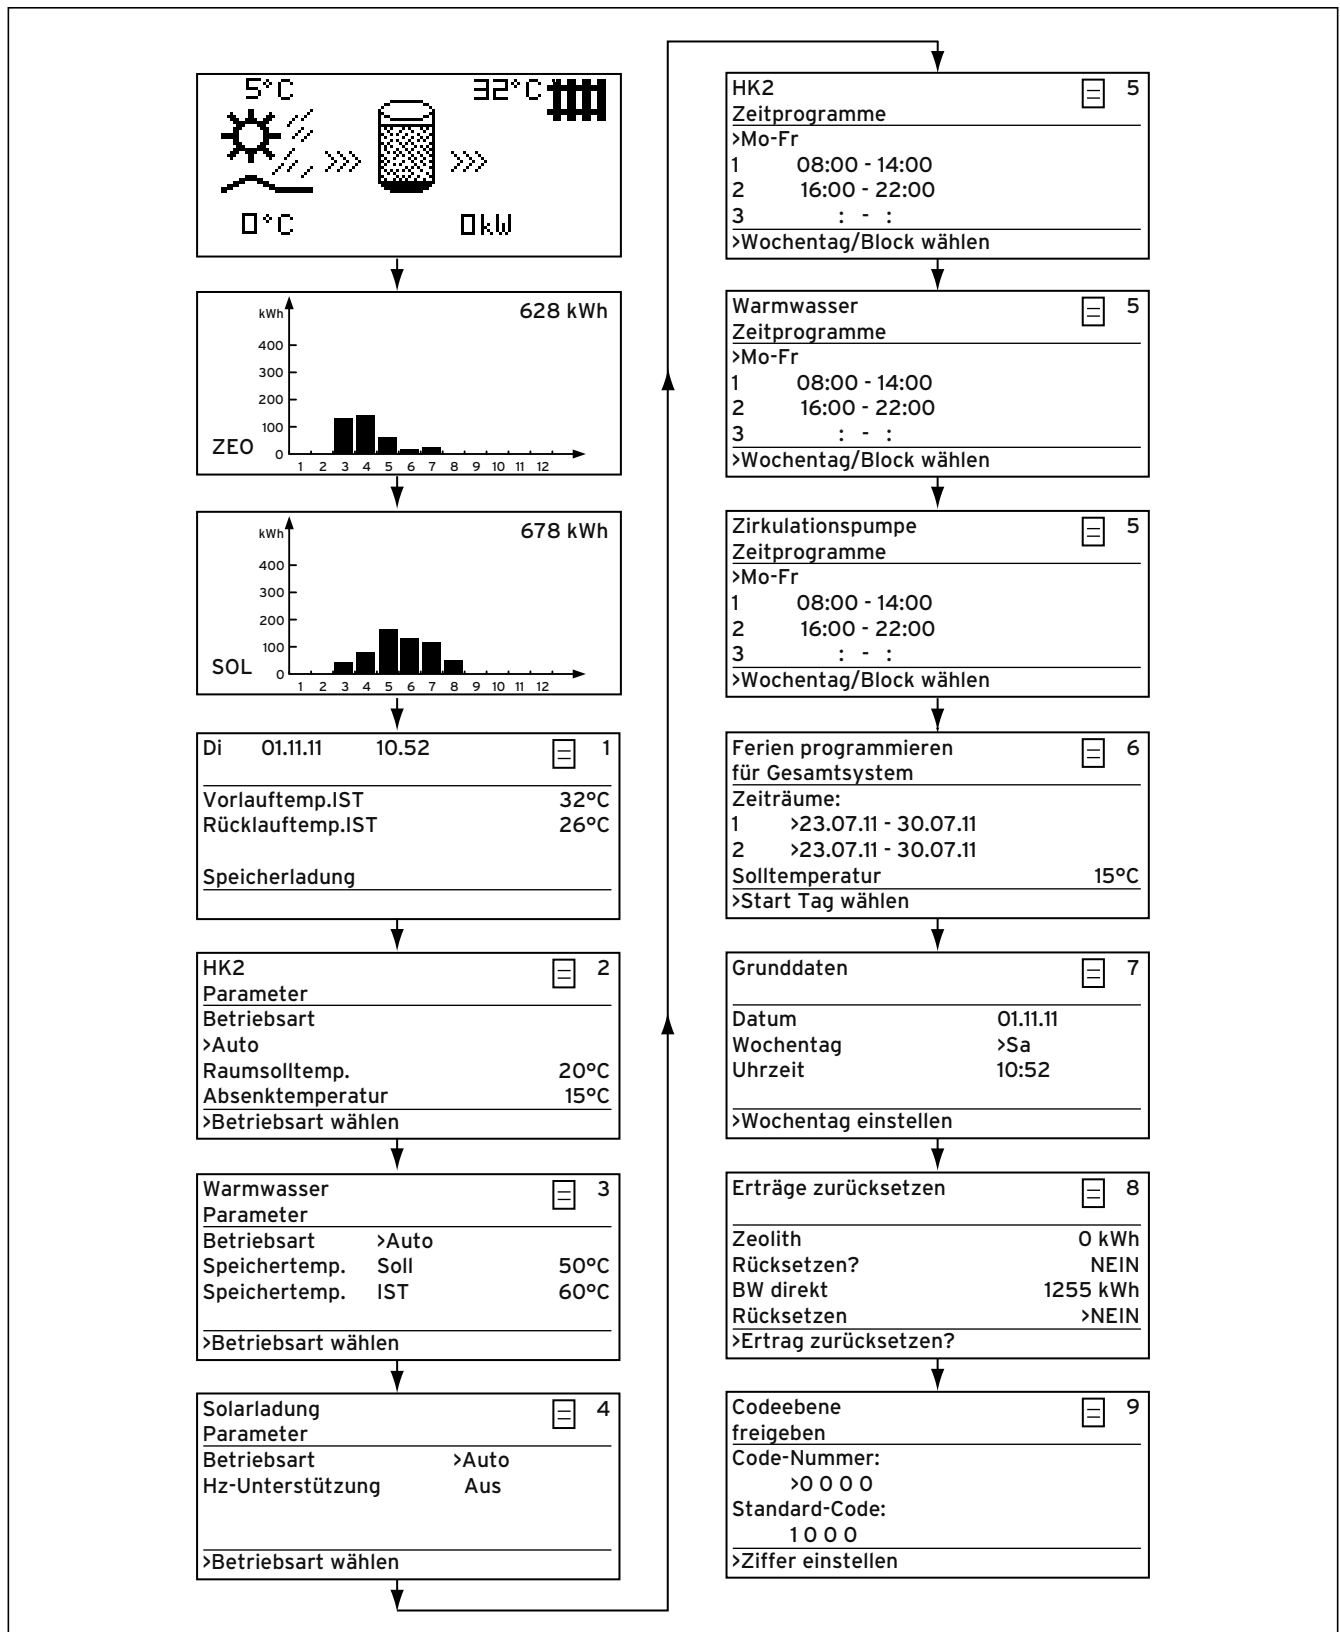 5°C 32°C
0°C 0kW
kWh 628 kWh
400
300
200
100
ZEO 0
1 2 3 4 5 6 7 8 9 10 11 12
kWh 678 kWh
400
300
200
100
SOL 0
1 2 3 4 5 6 7 8 9 10 11 12
Di 01.11.11 10.52 1
Vorlauftemp.IST 32°C
Rücklauftemp.IST 26°C
Speicherladung
HK2 2
Parameter
Betriebsart
>Auto
Raumsolltemp. 20°C
Absenktemperatur 15°C
>Betriebsart wählen
Warmwasser 3
Parameter
Betriebsart >Auto
Speichertemp. Soll 50°C
Speichertemp. IST 60°C
>Betriebsart wählen
Solarladung 4
Parameter
Betriebsart >Auto
Hz-Unterstützung Aus
>Betriebsart wählen
HK2 5
Zeitprogramme
>Mo-Fr
1 08:00 - 14:00
2 16:00 - 22:00
3 : - :
>Wochentag/Block wählen
Warmwasser 5
Zeitprogramme
>Mo-Fr
1 08:00 - 14:00
2 16:00 - 22:00
3 : - :
>Wochentag/Block wählen
Zirkulationspumpe 5
Zeitprogramme
>Mo-Fr
1 08:00 - 14:00
2 16:00 - 22:00
3 : - :
>Wochentag/Block wählen
Ferien programmieren 6
für Gesamtsystem
Zeiträume:
1 >23.07.11 - 30.07.11
2 >23.07.11 - 30.07.11
Solltemperatur 15°C
>Start Tag wählen
Grunddaten 7
Datum 01.11.11
Wochentag >Sa
Uhrzeit 10:52
>Wochentag einstellen
Erträge zurücksetzen 8
Zeolith 0 kWh
Rücksetzen? NEIN
BW direkt 1255 kWh
Rücksetzen >NEIN
>Ertrag zurücksetzen?
Codeebene 9
freigeben
Code-Nummer:
>0 0 0 0
Standard-Code:
1 0 0 0
>Ziffer einstellen